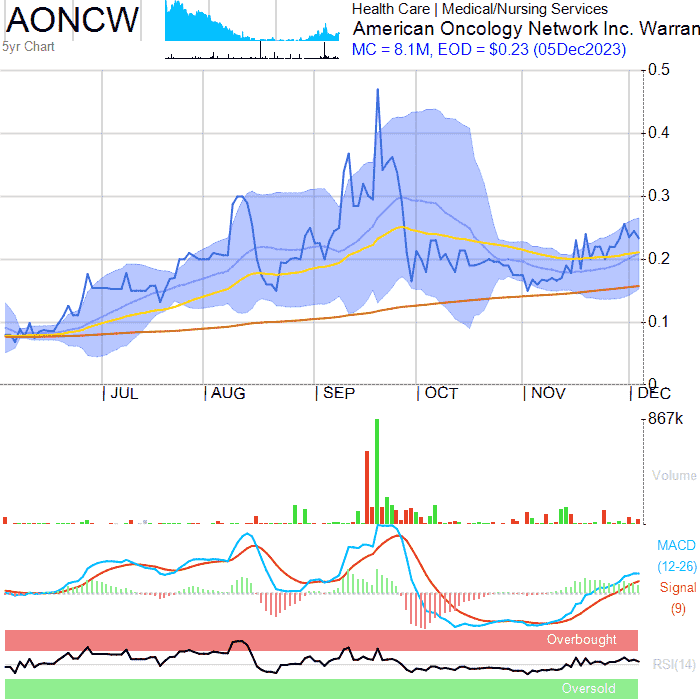 AONCW
5yr Chart
Health Care | Medical/Nursing Services
American Oncology Network Inc. Warran
MC = 8.1M, EOD = $0.23 (05Dec2023)
0.5
0.4
0.3
0.2
0.1
0
JUL AUG SEP OCT NOV DEC
867k
Volume
MACD
(12-26)
Signal
(9)
Overbought
RSI(14)
Oversold